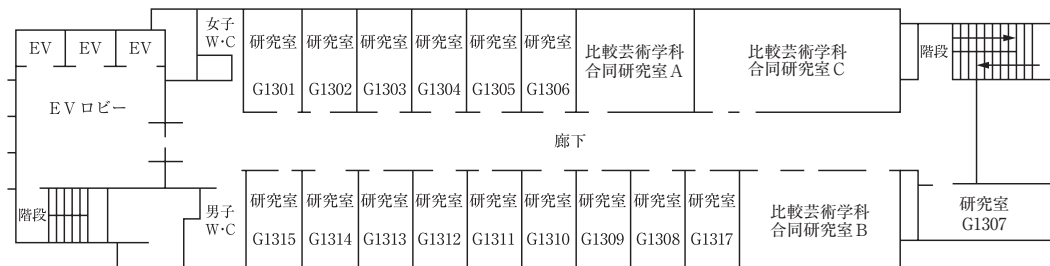 女子
W・C
研究室
G1301
研究室
G1302
研究室
G1303
研究室
G1304
研究室
G1305
研究室
G1306
比較芸術学科
合同研究室A
比較芸術学科
合同研究室C
階段
EV
EV
EV
EVロビー
廊下
階段
男子
W・C
研究室
G1315
研究室
G1314
研究室
G1313
研究室
G1312
研究室
G1311
研究室
G1310
研究室
G1309
研究室
G1308
研究室
G1317
比較芸術学科
合同研究室B
研究室
G1307